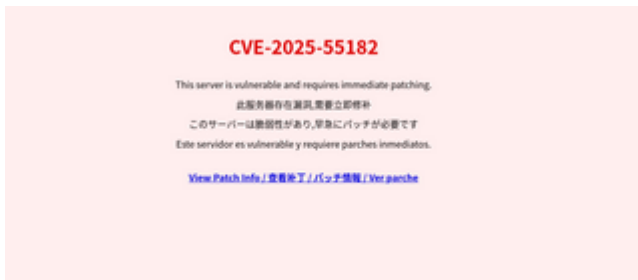 CVE-2025-55182
This server is vulnerable and requires immediate patching.
此服务器存在漏洞,需要立即修补
このサーバーは脆弱性があり,早急にパッチが必要です
Este servidor es vulnerable y requiere parches inmediatos.
View Patch Info / 查看补丁 / パッチ情報 / Ver parche